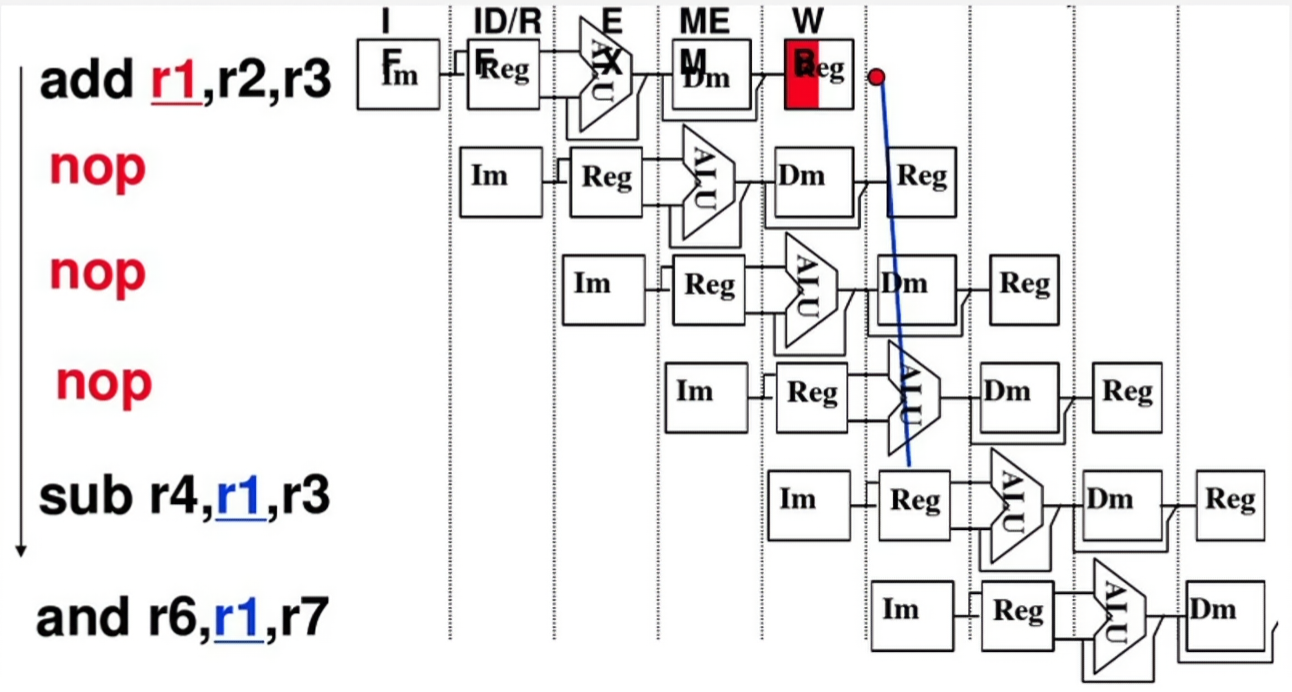 IF ID/RF EX MEM WB
add r1,r2,r3 Im Reg ALU Dm Reg
nop Im Reg ALU Dm Reg
nop Im Reg ALU Dm Reg
nop Im Reg ALU Dm Reg
sub r4,r1,r3 Im Reg ALU Dm Reg
and r6,r1,r7 Im Reg ALU Dm